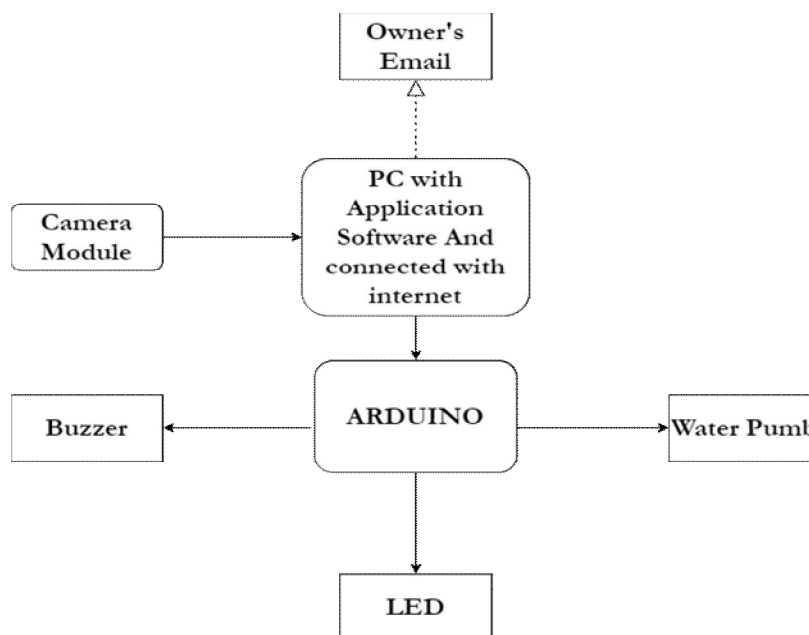 Owner's
Email
PC with
Application
Software And
connected with
internet
Camera
Module
ARDUINO
Buzzer
Water Pumb
LED